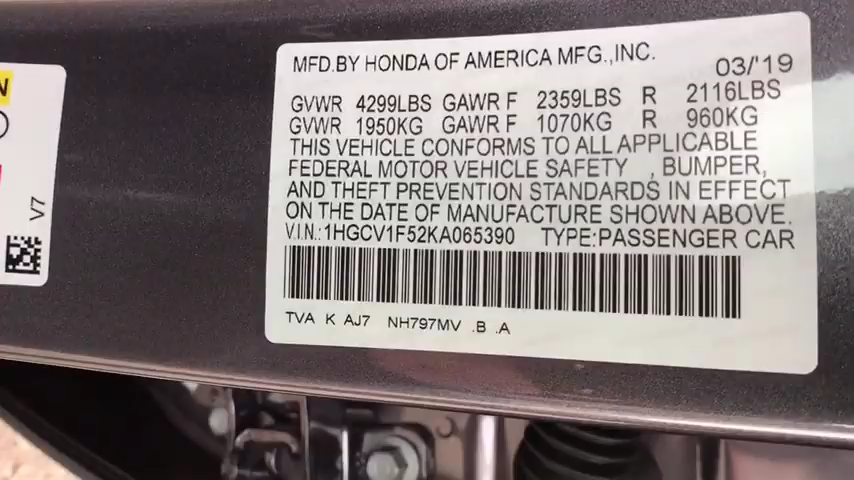 MFD.BY HONDA OF AMERICA MFG.,INC.
03/'19
GVWR 4299LBS GAWR F 2359LBS R 2116LBS
GVWR 1950KG GAWR F 1070KG R 960KG
THIS VEHICLE CONFORMS TO ALL APPLICABLE
FEDERAL MOTOR VEHICLE SAFETY , BUMPER,
AND THEFT PREVENTION STANDARDS IN EFFECT
ON THE DATE OF MANUFACTURE SHOWN ABOVE.
V.I.N.:1HGCV1F52KA065390 TYPE:PASSENGER CAR
TVA K AJ7 NH797MV .B .A
N
V7